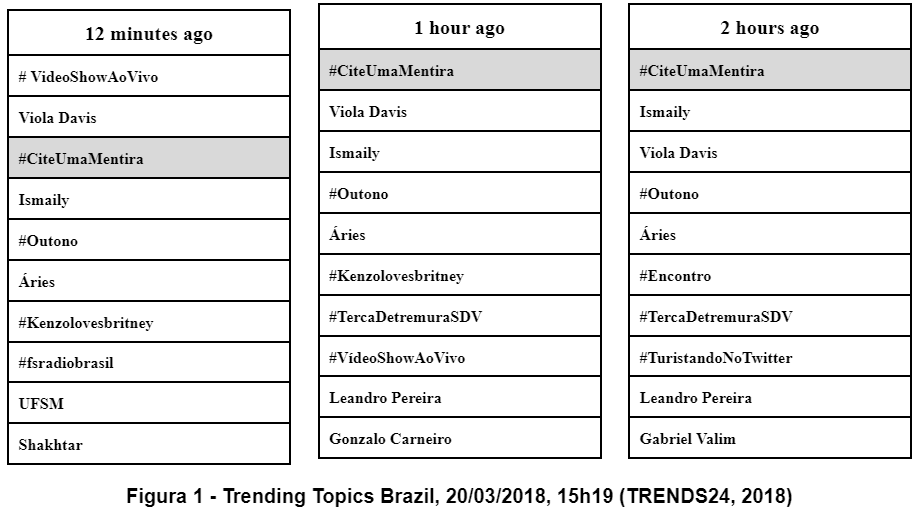 12 minutes ago
# VideoShowAoVivo
Viola Davis
#CiteUmaMentira
Ismaily
#Outono
Áries
#Kenzolovesbritney
#fsradiobrasil
UFSM
Shakhtar
1 hour ago
#CiteUmaMentira
Viola Davis
Ismaily
#Outono
Áries
#Kenzolovesbritney
#TercaDetremuraSDV
#VídeoShowAoVivo
Leandro Pereira
Gonzalo Carneiro
2 hours ago
#CiteUmaMentira
Ismaily
Viola Davis
#Outono
Áries
#Encontro
#TercaDetremuraSDV
#TuristandoNoTwitter
Leandro Pereira
Gabriel Valim
Figura 1 - Trending Topics Brazil, 20/03/2018, 15h19 (TRENDS24, 2018)